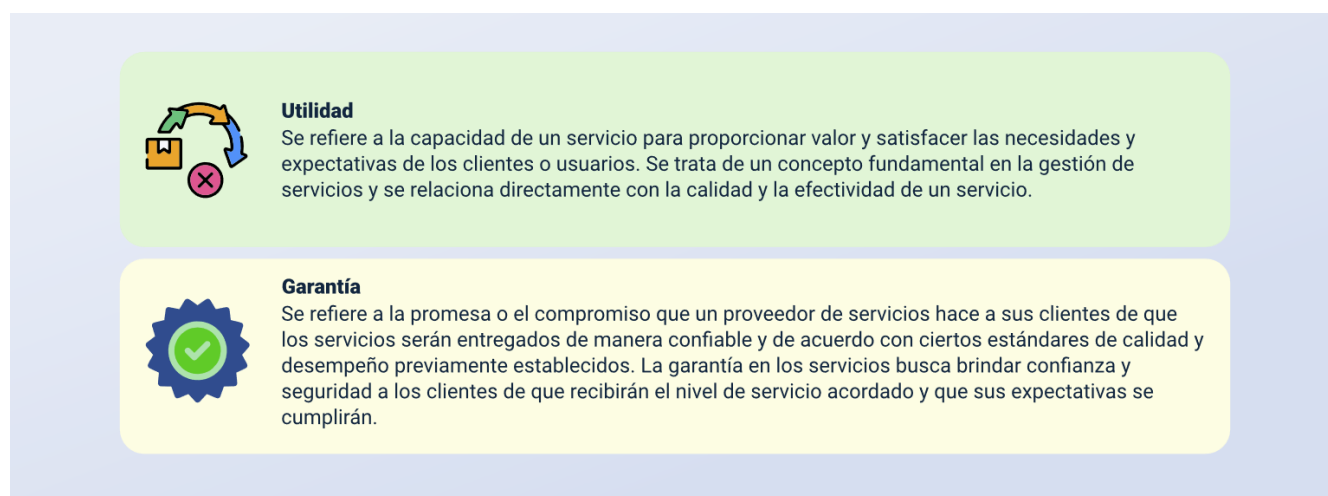 Utilidad
Se refiere a la capacidad de un servicio para proporcionar valor y satisfacer las necesidades y
expectativas de los clientes o usuarios. Se trata de un concepto fundamental en la gestión de
servicios y se relaciona directamente con la calidad y la efectividad de un servicio.
Garantía
Se refiere a la promesa o el compromiso que un proveedor de servicios hace a sus clientes de que
los servicios serán entregados de manera confiable y de acuerdo con ciertos estándares de calidad y
desempeño previamente establecidos. La garantía en los servicios busca brindar confianza y
seguridad a los clientes de que recibirán el nivel de servicio acordado y que sus expectativas se
cumplirán.